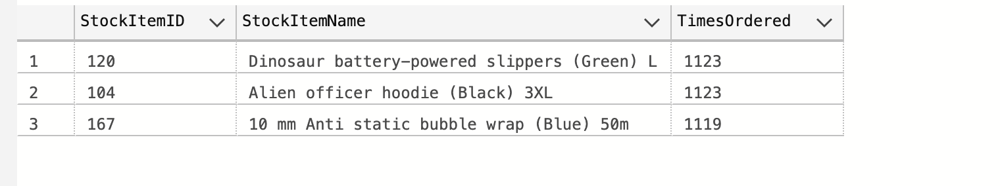 StockItemID StockItemName TimesOrdered
1 120 Dinosaur battery-powered slippers (Green) L 1123
2 104 Alien officer hoodie (Black) 3XL 1123
3 167 10 mm Anti static bubble wrap (Blue) 50m 1119